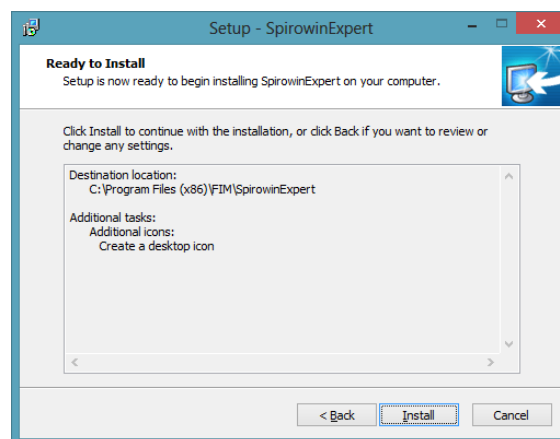 Setup - SpirowinExpert
Ready to Install
Setup is now ready to begin installing SpirowinExpert on your computer.
Click Install to continue with the installation, or click Back if you want to review or
change any settings.
Destination location:
C:\Program Files (x86)\FIM\SpirowinExpert
Additional tasks:
Additional icons:
Create a desktop icon
< Back
Install
Cancel